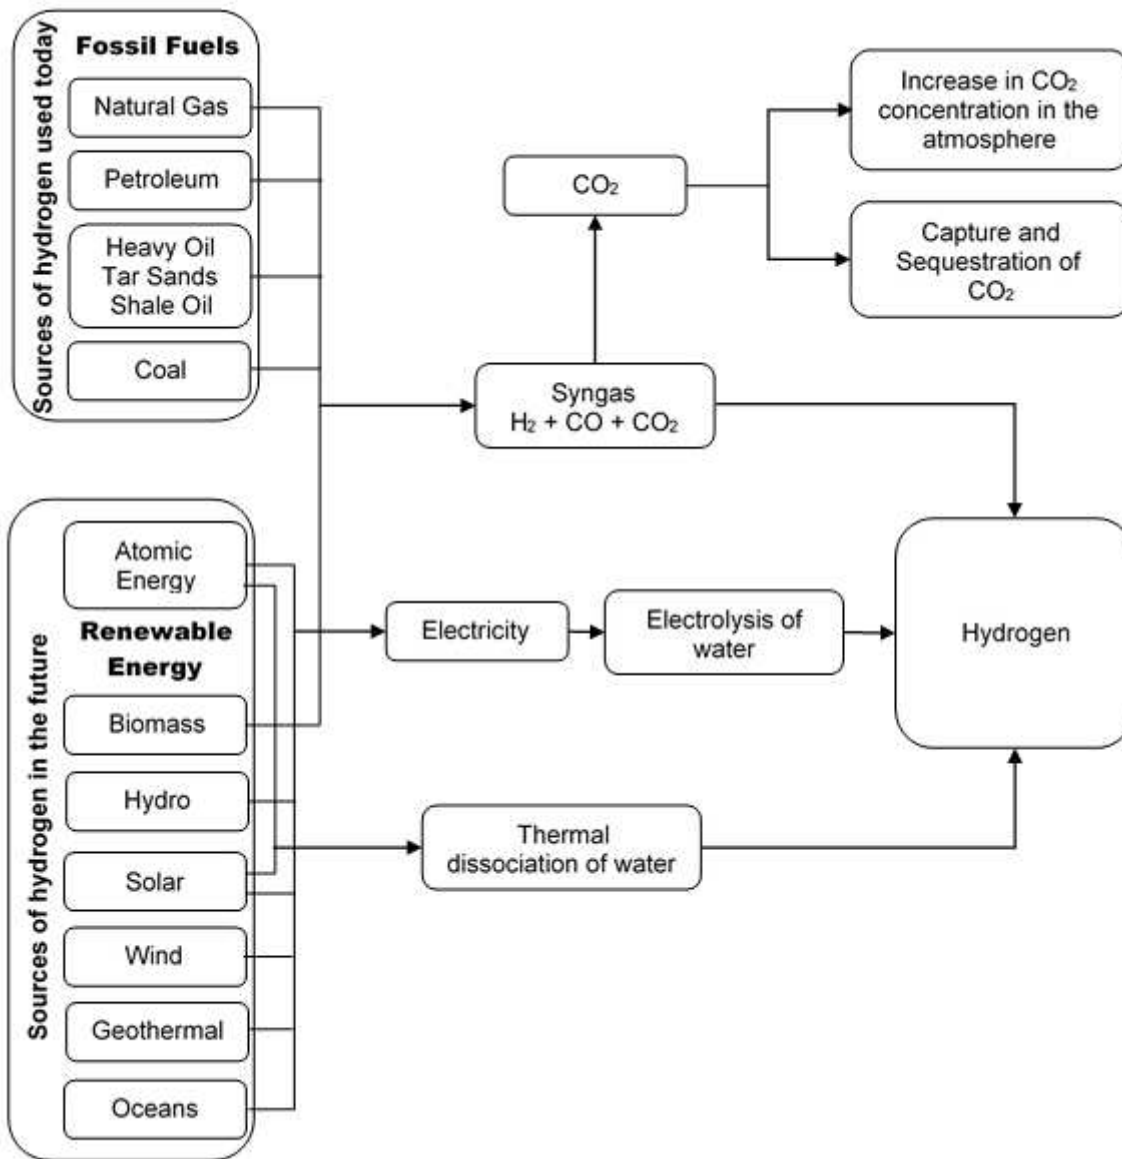 Sources of hydrogen used today
Fossil Fuels
Natural Gas
Petroleum
Heavy Oil
Tar Sands
Shale Oil
Coal
CO₂
Increase in CO₂
concentration in the
atmosphere
Capture and
Sequestration of
CO₂
Syngas
H₂ + CO + CO₂
Sources of hydrogen in the future
Atomic
Energy
Renewable
Energy
Biomass
Hydro
Solar
Wind
Geothermal
Oceans
Electricity
Electrolysis of
water
Thermal
dissociation of water
Hydrogen